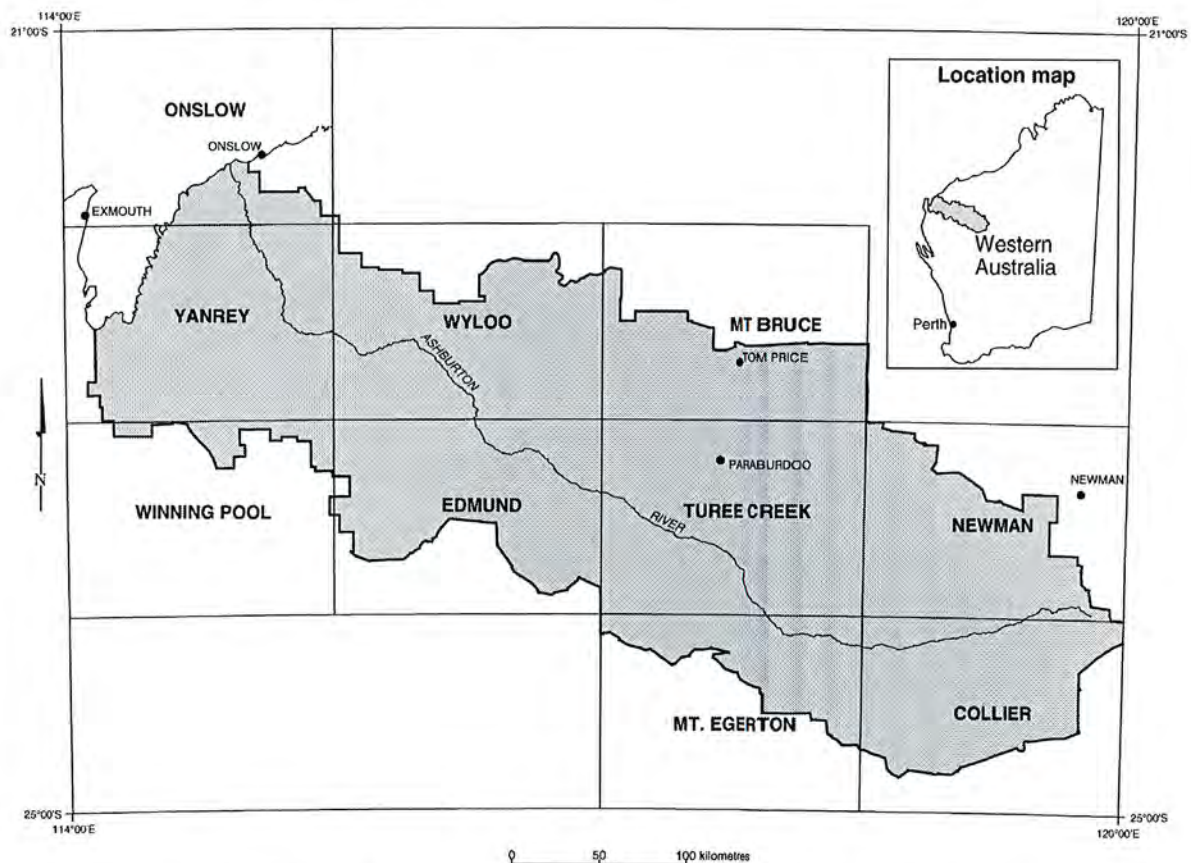 114°00'E
21°00'S
120°00'E
21°00'S
Location map
Western
Australia
Perth
ONSLOW
ONSLOW
EXMOUTH
YANREY
WYLOO
MT BRUCE
TOM PRICE
ASHBURTON
N
PARABURDOO
NEWMAN
WINNING POOL
EDMUND
RIVER
TUREE CREEK
NEWMAN
MT. EGERTON
COLLIER
25°00'S
114°00'E
25°00'S
120°00'E
0 50 100 kilometres